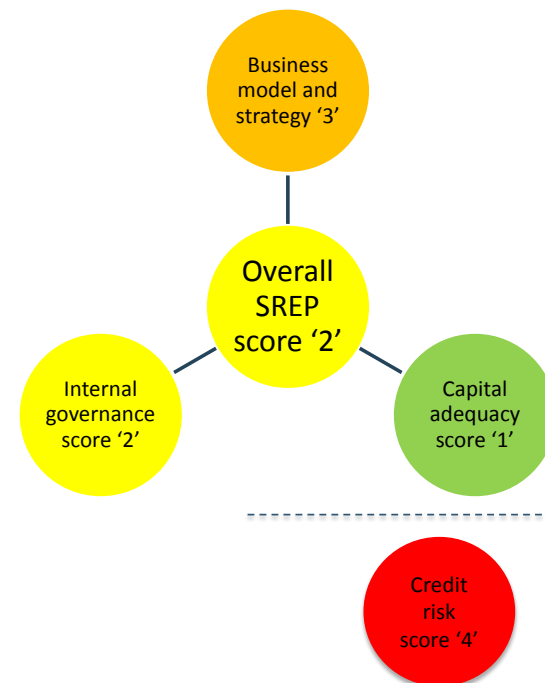 Business
model and
strategy ‘3’
Overall
SREP
score ‘2’
Internal
governance
score ‘2’
Capital
adequacy
score ‘1’
Credit
risk
score ‘4’